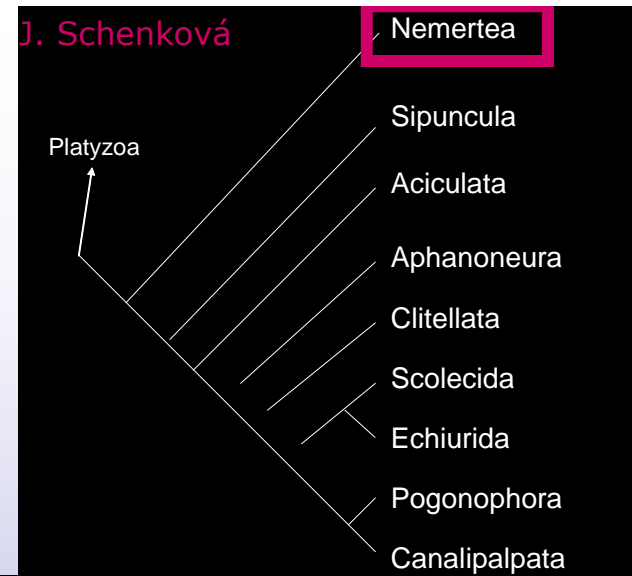 J. Schenková
Nemertea
Sipuncula
Platyzoa
Aciculata
Aphanoneura
Clitellata
Scolecida
Echiurida
Pogonophora
Canalipalpata